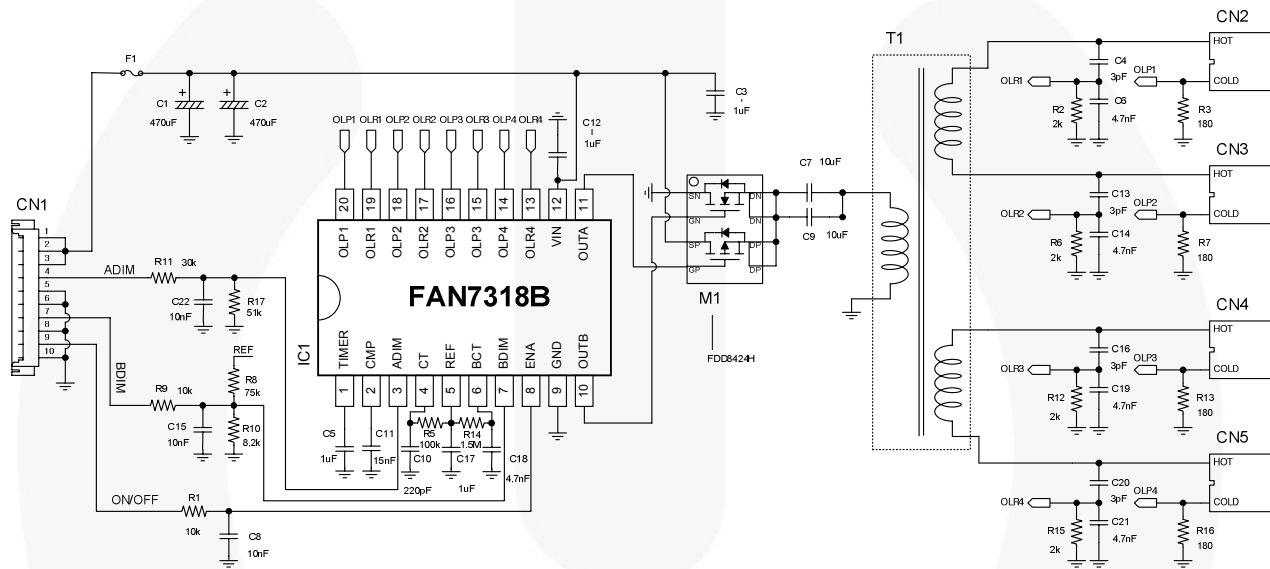 F1
C1
470uF
+
C2
470uF
+
C3
1uF
C12
1uF
OLP1
OLR1
OLP2
OLR2
OLP3
OLR3
OLP4
OLR4
20
19
18
17
16
15
14
13
12
11
OLP1
OLR1
OLP2
OLR2
OLP3
OLP3
OLP4
OLR4
VIN
OUTA
FAN7318B
IC1
TIMER
CMP
ADIM
CT
REF
BCT
BDIM
ENA
GND
OUTB
1
2
3
4
5
6
7
8
9
10
CN1
1
2
3
4
5
6
7
8
9
10
ADIM
R11
30k
C22
10nF
R17
51k
REF
R8
75k
BDIM
R9
10k
C15
10nF
R10
8.2k
ON/OFF
R1
10k
C8
10nF
C5
1uF
C11
15nF
R5
100k
C10
220pF
R14
1.5M
C17
1uF
C18
4.7nF
SN
DN
GN
DN
SP
DP
GP
DP
M1
FDD8424H
C7
10uF
C9
10uF
T1
CN2
HOT
COLD
C4
3pF
OLR1
OLP1
C6
4.7nF
R2
2k
R3
180
CN3
HOT
COLD
C13
3pF
OLR2
OLP2
C14
4.7nF
R6
2k
R7
180
CN4
HOT
COLD
C16
3pF
OLR3
OLP3
C19
4.7nF
R12
2k
R13
180
CN5
HOT
COLD
C20
3pF
OLR4
OLP4
C21
4.7nF
R15
2k
R16
180